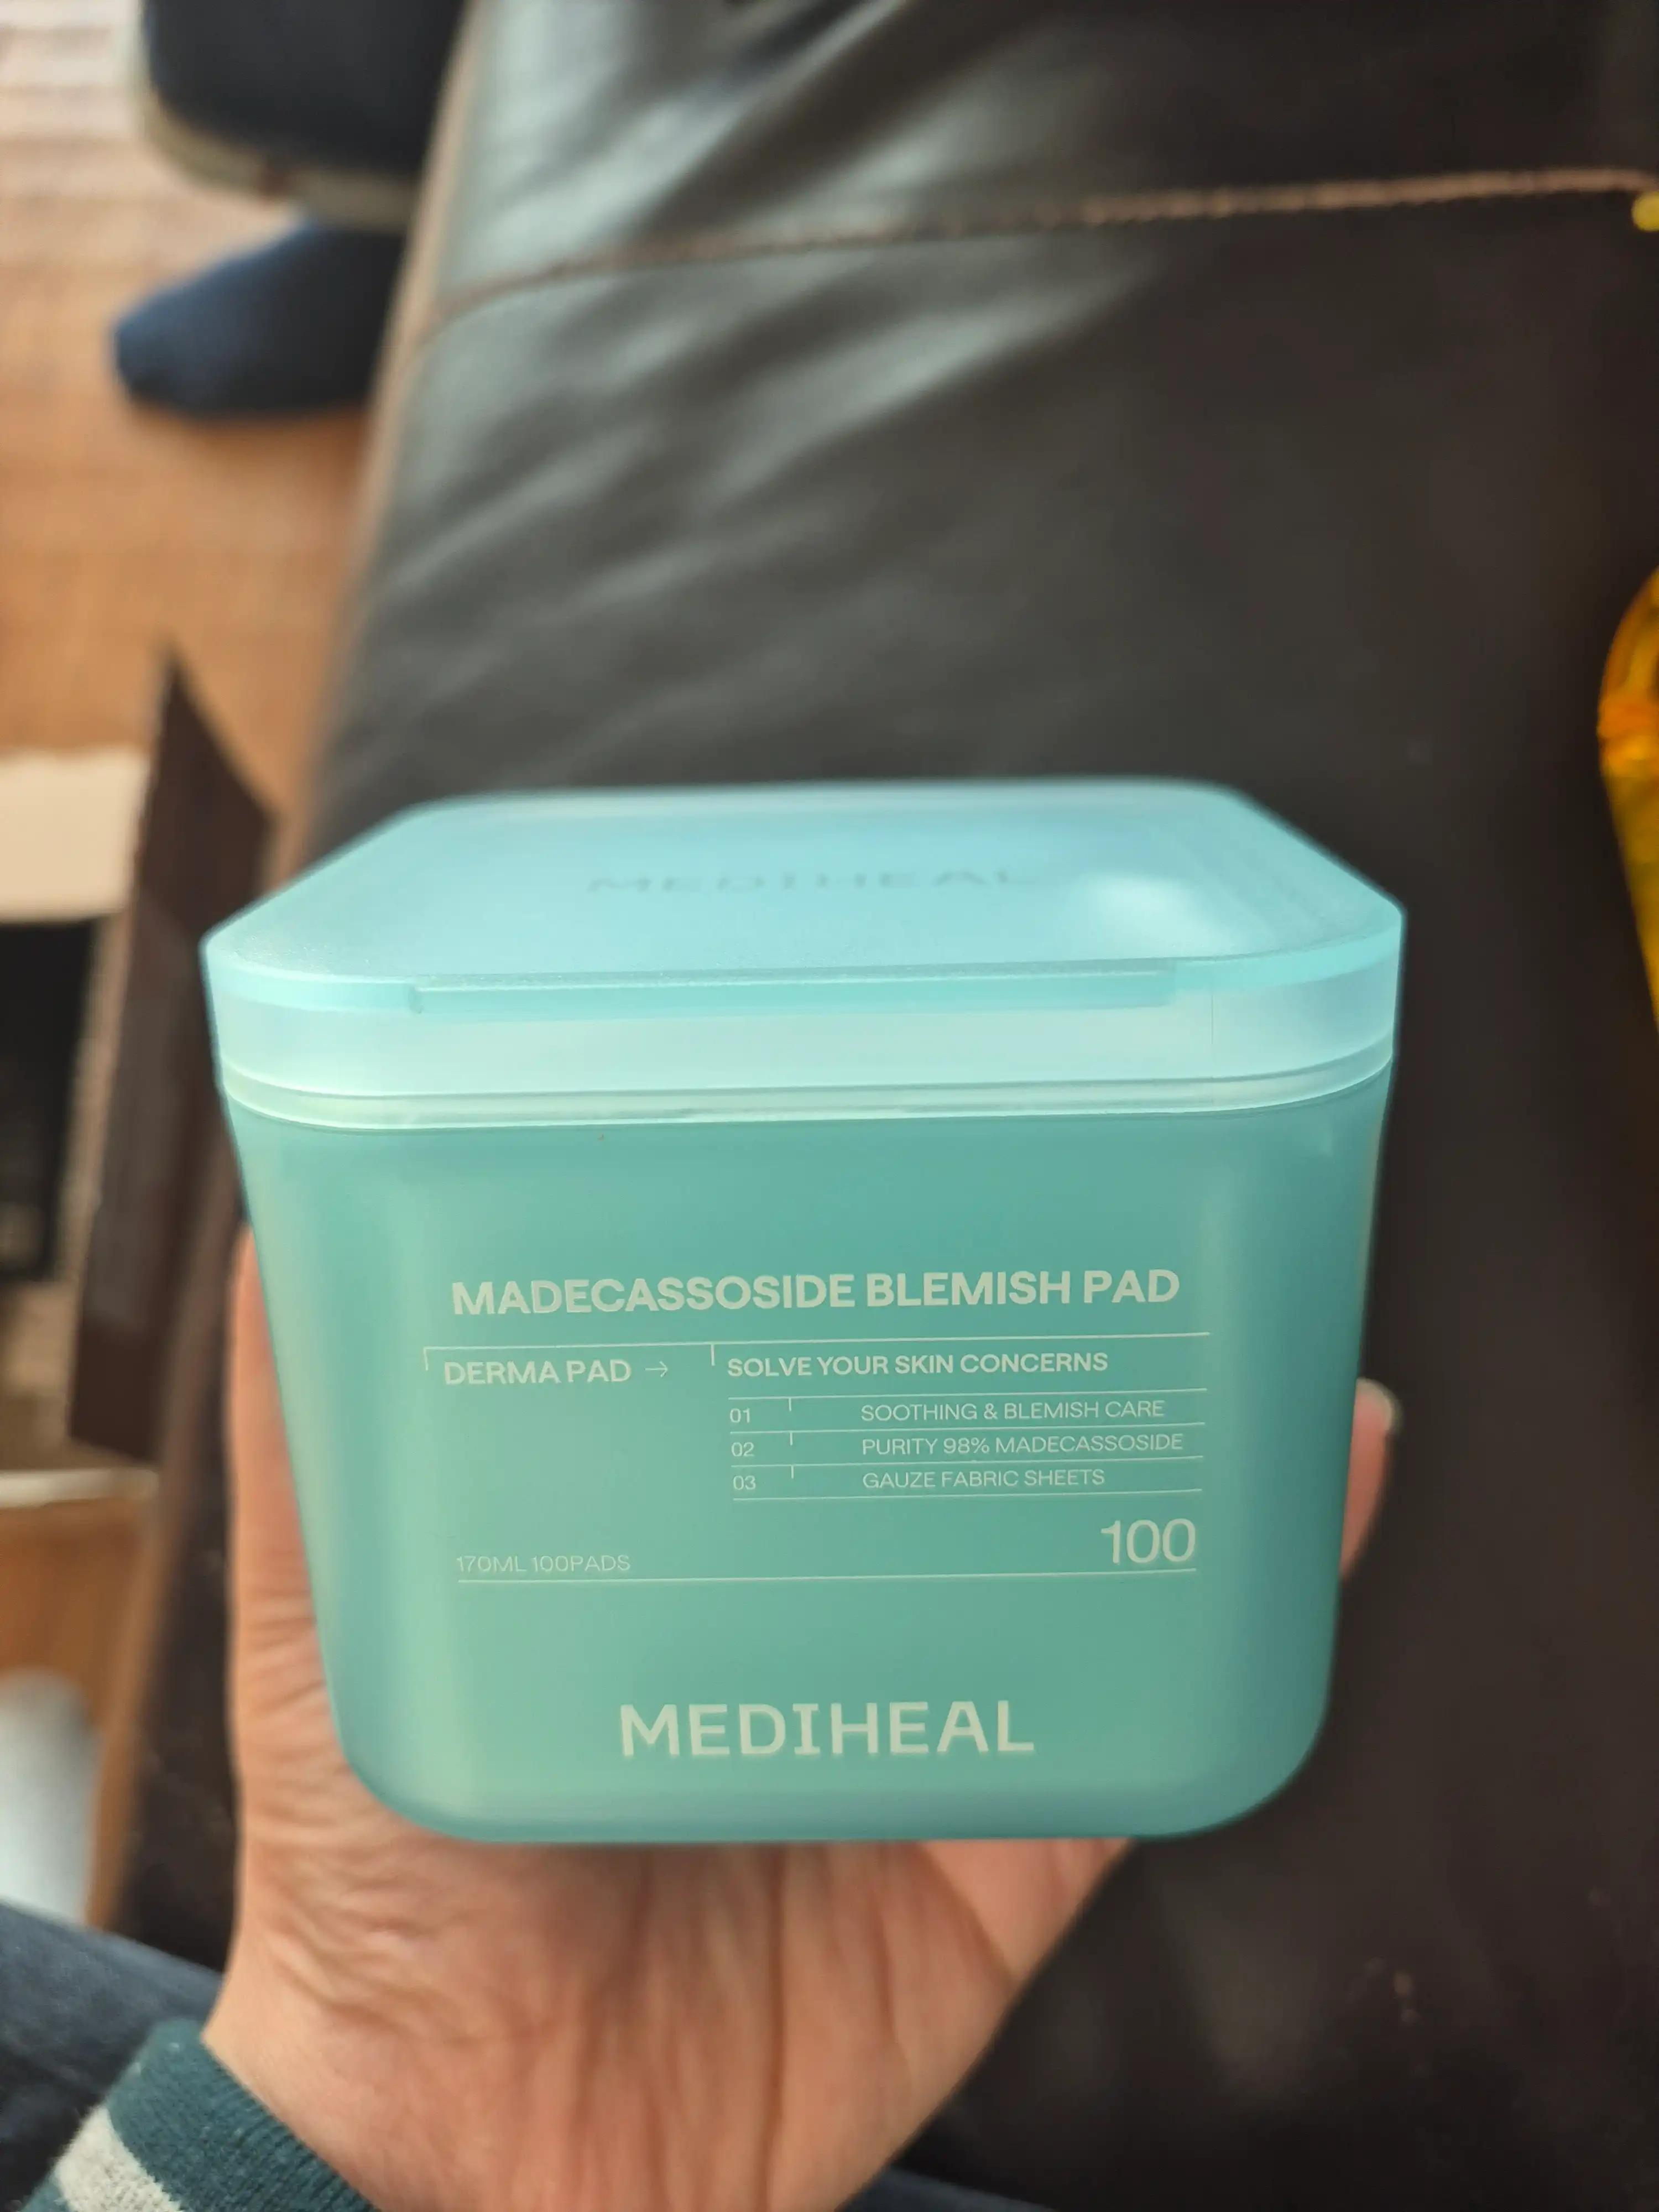 MEDIHEAL
MADECASSOSIDE BLEMISH PAD
DERMA PAD → SOLVE YOUR SKIN CONCERNS
01 SOOTHING & BLEMISH CARE
02 PURITY 98% MADECASSOSIDE
03 GAUZE FABRIC SHEETS
170ML 100PADS 100
MEDIHEAL